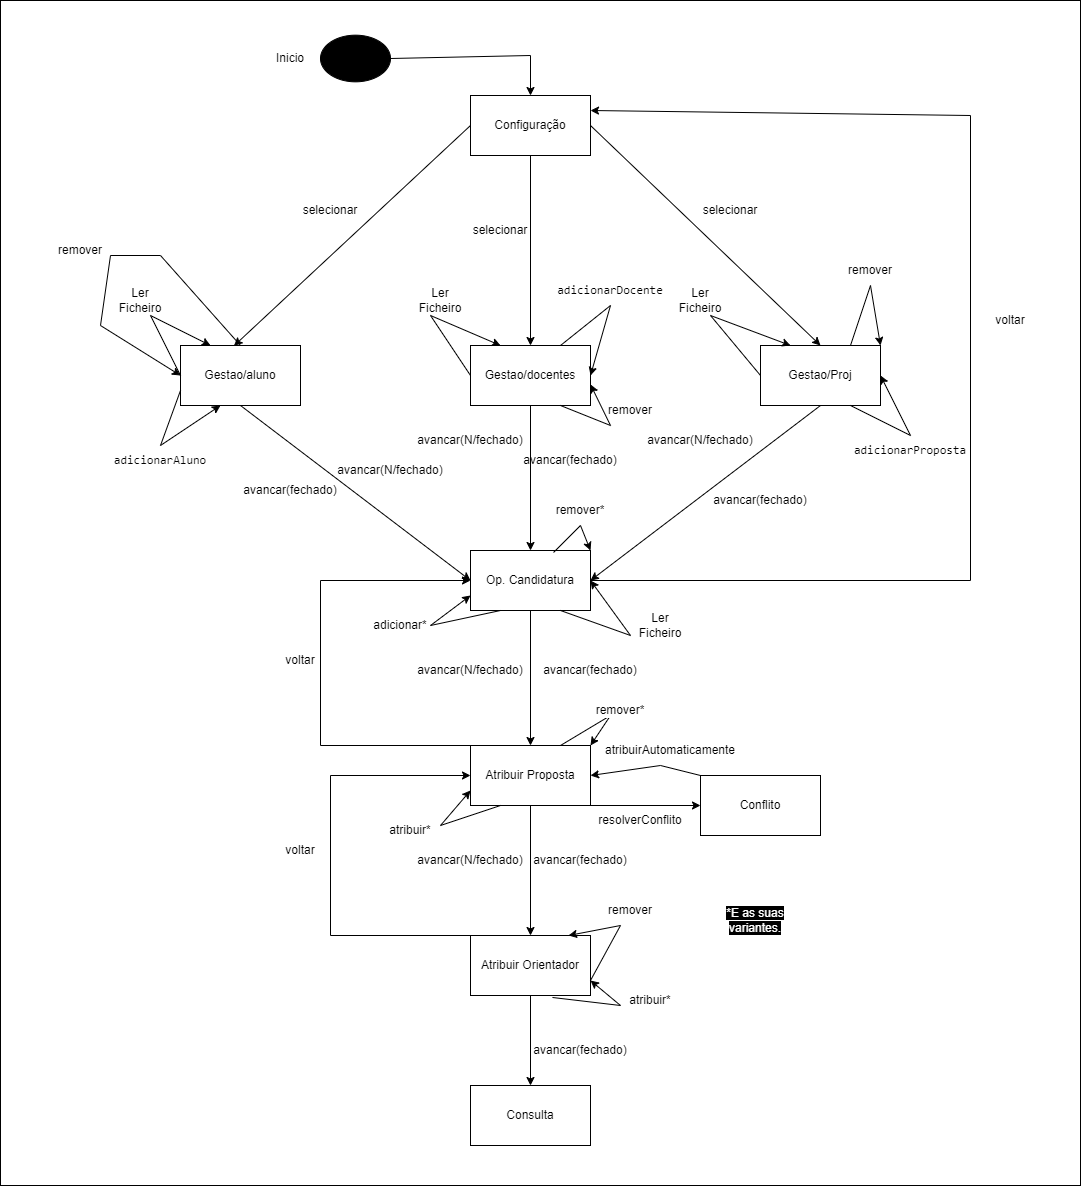 Inicio
Configuração
selecionar
selecionar
selecionar
remover
Ler
Ficheiro
Ler
Ficheiro
adicionarDocente
Ler
Ficheiro
remover
voltar
Gestao/aluno
Gestao/docentes
Gestao/Proj
remover
adicionarAluno
adicionarProposta
avancar(N/fechado)
avancar(fechado)
avancar(N/fechado)
avancar(fechado)
avancar(N/fechado)
avancar(fechado)
remover*
Op. Candidatura
adicionar*
Ler
Ficheiro
voltar
avancar(N/fechado)
avancar(fechado)
remover*
atribuirAutomaticamente
Atribuir Proposta
Conflito
resolverConflito
atribuir*
voltar
avancar(N/fechado)
avancar(fechado)
remover
*E as suas
variantes.
Atribuir Orientador
atribuir*
avancar(fechado)
Consulta